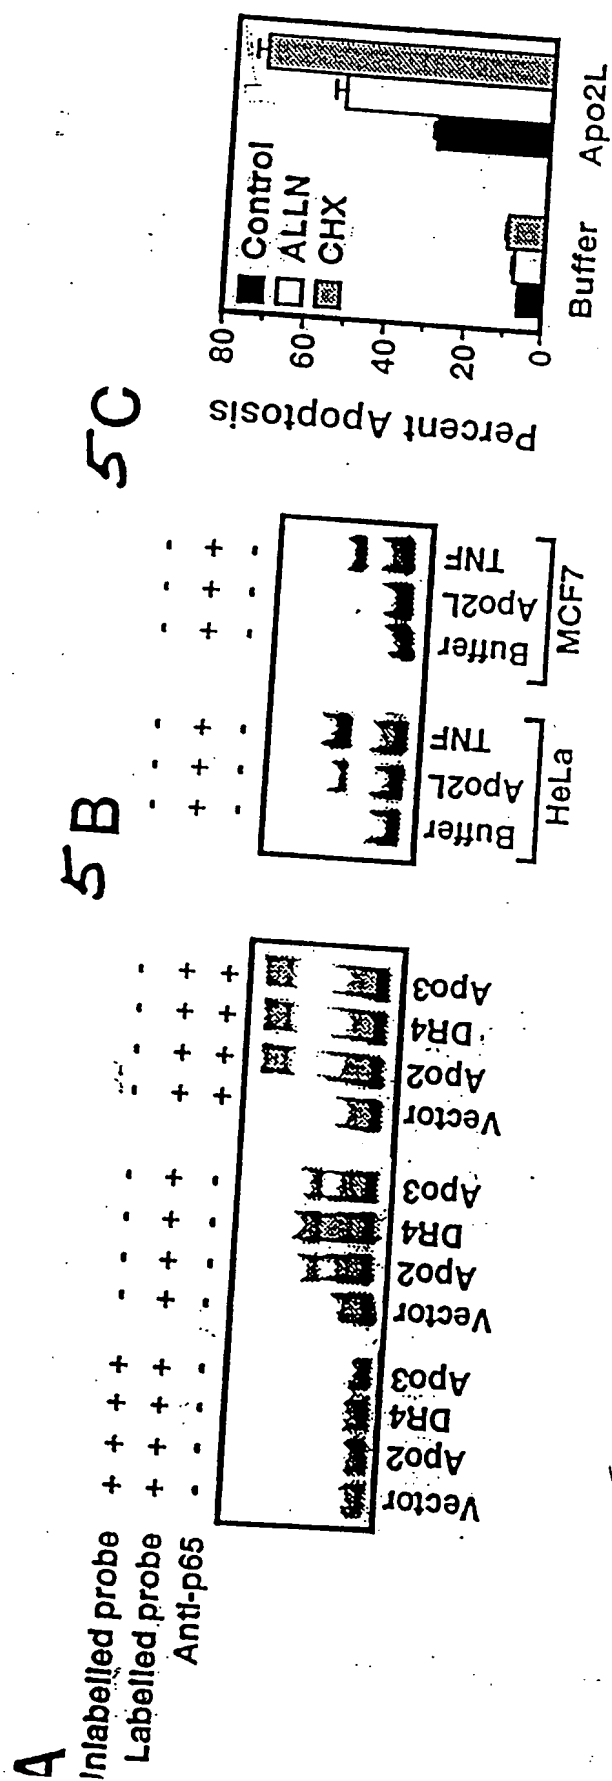 A
Unlabelled probe + + + + - - - - - - - -
Labelled probe + + + + + + + + + + + +
Anti-p65 - - - - - - - - + + + +
Vector Apo2 DR4 Apo3 Vector Apo2 DR4 Apo3 Vector Apo2 DR4 Apo3
5B
- - - - - -
+ + + + + +
- - - - - -
Buffer Apo2L TNF Buffer Apo2L TNF
HeLa MCF7
5C
Percent Apoptosis
80
60
40
20
0
Control
ALLN
CHX
Buffer Apo2L